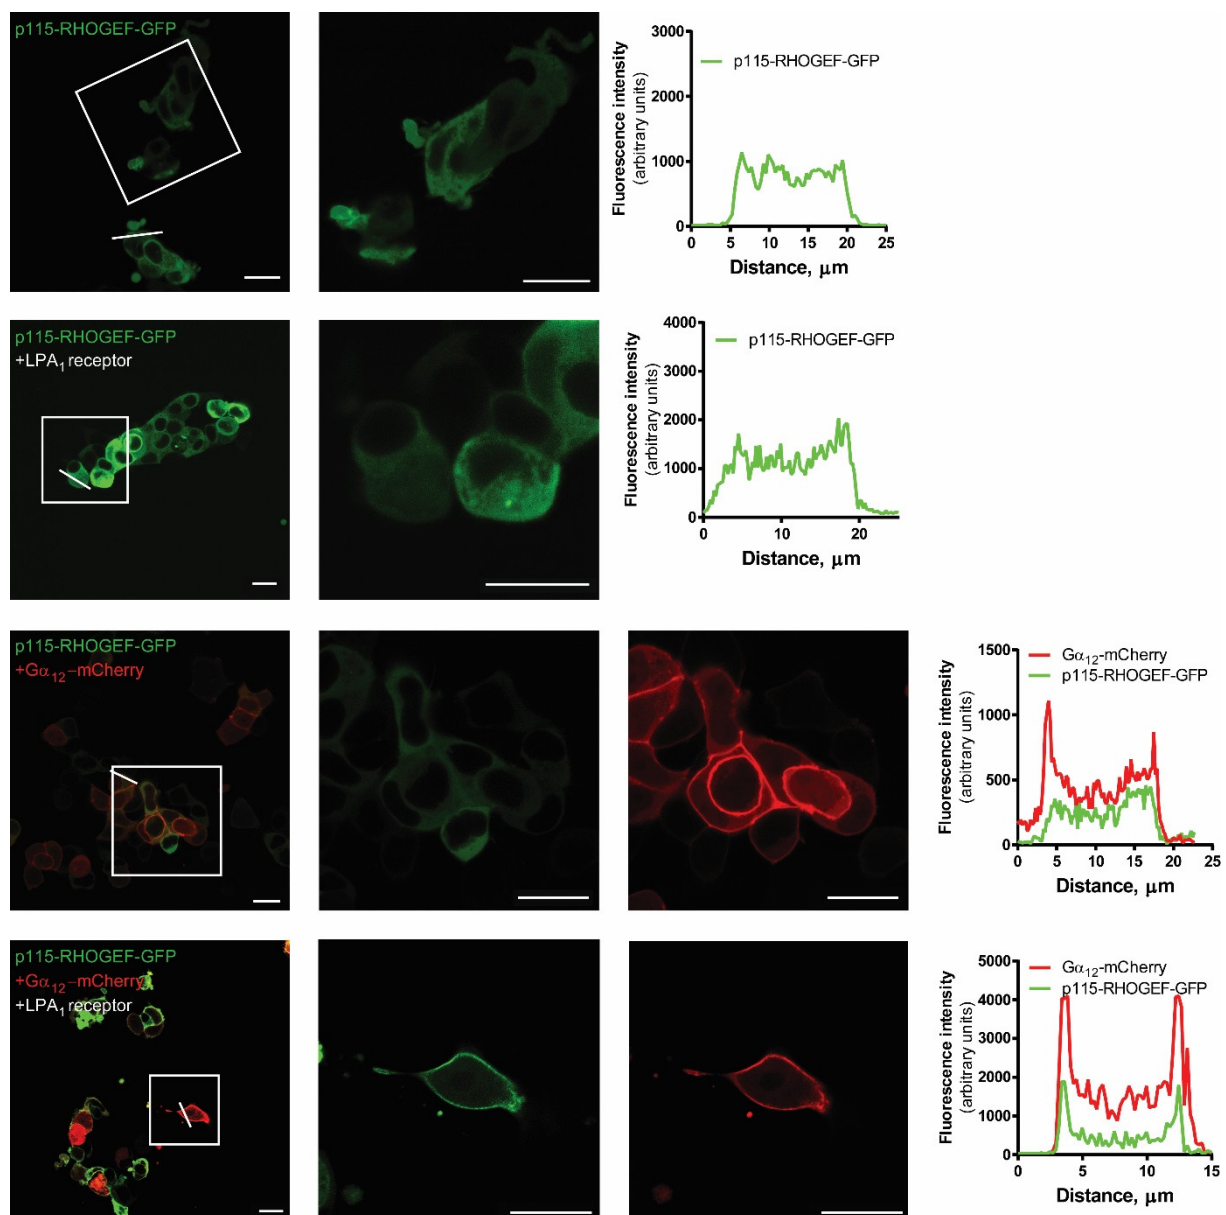 p115-RHOGEF-GFP
3000
2000
1000
0
0 5 10 15 20 25
Fluorescence intensity
(arbitrary units)
p115-RHOGEF-GFP
Distance, μm
p115-RHOGEF-GFP
+LPA₁ receptor
4000
3000
2000
1000
0
0 10 20
Fluorescence intensity
(arbitrary units)
p115-RHOGEF-GFP
Distance, μm
p115-RHOGEF-GFP
+Gα₁₂–mCherry
1500
1000
500
0
0 5 10 15 20 25
Fluorescence intensity
(arbitrary units)
Gα₁₂-mCherry
p115-RHOGEF-GFP
Distance, μm
p115-RHOGEF-GFP
+Gα₁₂–mCherry
+LPA₁ receptor
5000
4000
3000
2000
1000
0
0 5 10 15
Fluorescence intensity
(arbitrary units)
Gα₁₂-mCherry
p115-RHOGEF-GFP
Distance, μm